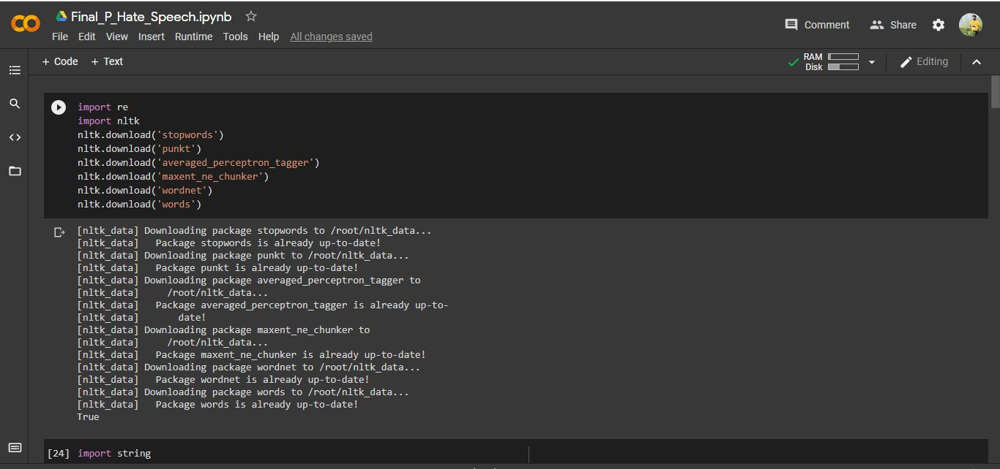 Final_P_Hate_Speech.ipynb
File Edit View Insert Runtime Tools Help All changes saved
Comment Share
+ Code + Text
RAM
Disk
Editing
import re
import nltk
nltk.download('stopwords')
nltk.download('punkt')
nltk.download('averaged_perceptron_tagger')
nltk.download('maxent_ne_chunker')
nltk.download('wordnet')
nltk.download('words')
[nltk_data] Downloading package stopwords to /root/nltk_data...
[nltk_data]   Package stopwords is already up-to-date!
[nltk_data] Downloading package punkt to /root/nltk_data...
[nltk_data]   Package punkt is already up-to-date!
[nltk_data] Downloading package averaged_perceptron_tagger to
[nltk_data]     /root/nltk_data...
[nltk_data]   Package averaged_perceptron_tagger is already up-to-
[nltk_data]       date!
[nltk_data] Downloading package maxent_ne_chunker to
[nltk_data]     /root/nltk_data...
[nltk_data]   Package maxent_ne_chunker is already up-to-date!
[nltk_data] Downloading package wordnet to /root/nltk_data...
[nltk_data]   Package wordnet is already up-to-date!
[nltk_data] Downloading package words to /root/nltk_data...
[nltk_data]   Package words is already up-to-date!
True
[24] import string